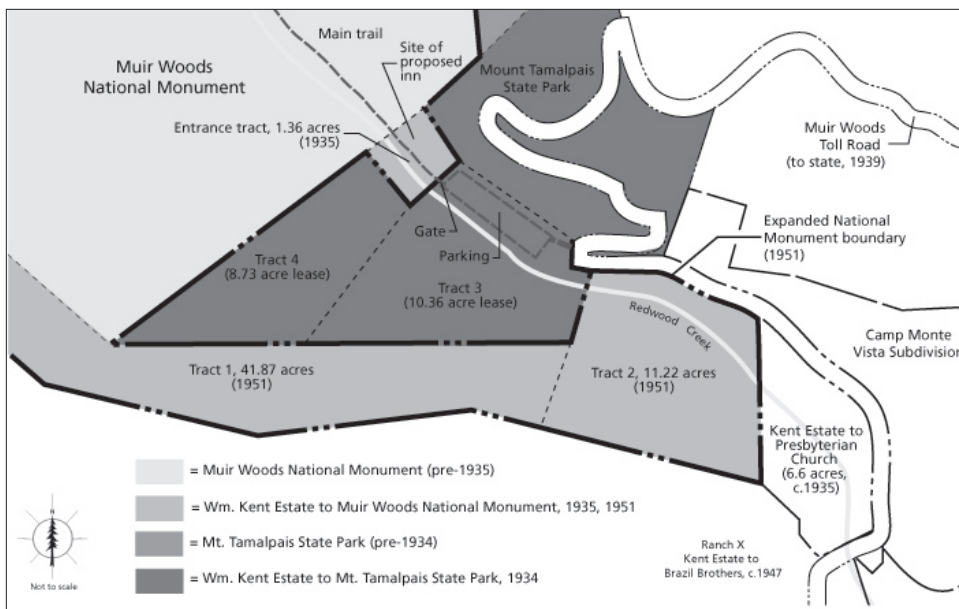 Main trail
Site of
proposed
inn
Muir Woods
National Monument
Mount Tamalpais
State Park
Entrance tract, 1.36 acres
(1935)
Muir Woods
Toll Road
(to state, 1939)
Gate
Parking
Expanded National
Monument boundary
(1951)
Tract 4
(8.73 acre lease)
Tract 3
(10.36 acre lease)
Redwood
Creek
Camp Monte
Vista Subdivision
Tract 1, 41.87 acres
(1951)
Tract 2, 11.22 acres
(1951)
Kent Estate to
Presbyterian
Church
(6.6 acres,
c.1935)
= Muir Woods National Monument (pre-1935)
= Wm. Kent Estate to Muir Woods National Monument, 1935, 1951
= Mt. Tamalpais State Park (pre-1934)
= Wm. Kent Estate to Mt. Tamalpais State Park, 1934
N
Not to scale
Ranch X
Kent Estate to
Brazil Brothers, c.1947